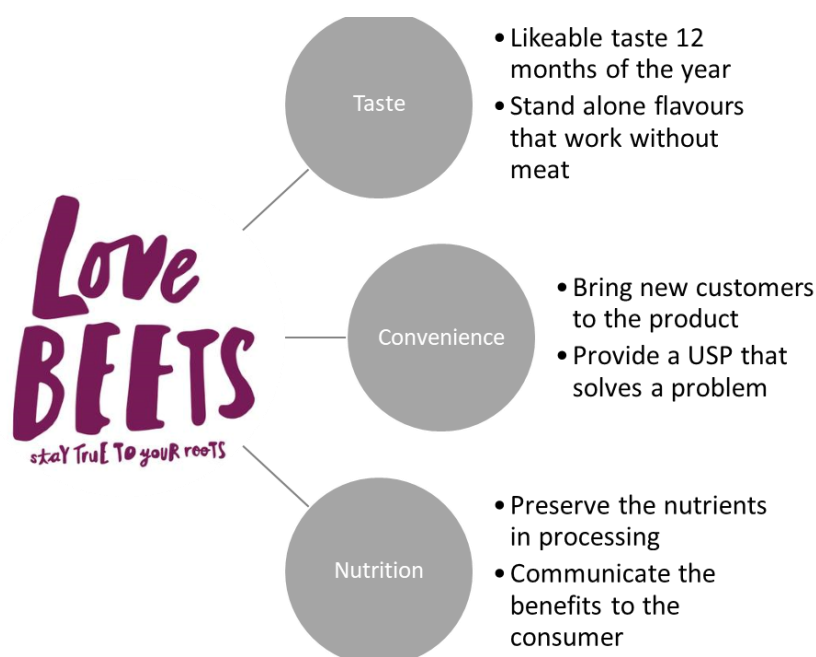 Taste
• Likeable taste 12
months of the year
• Stand alone flavours
that work without
meat
Love
BEETS
staY TruE TO youR rooTS
Convenience
• Bring new customers
to the product
• Provide a USP that
solves a problem
Nutrition
• Preserve the nutrients
in processing
• Communicate the
benefits to the
consumer